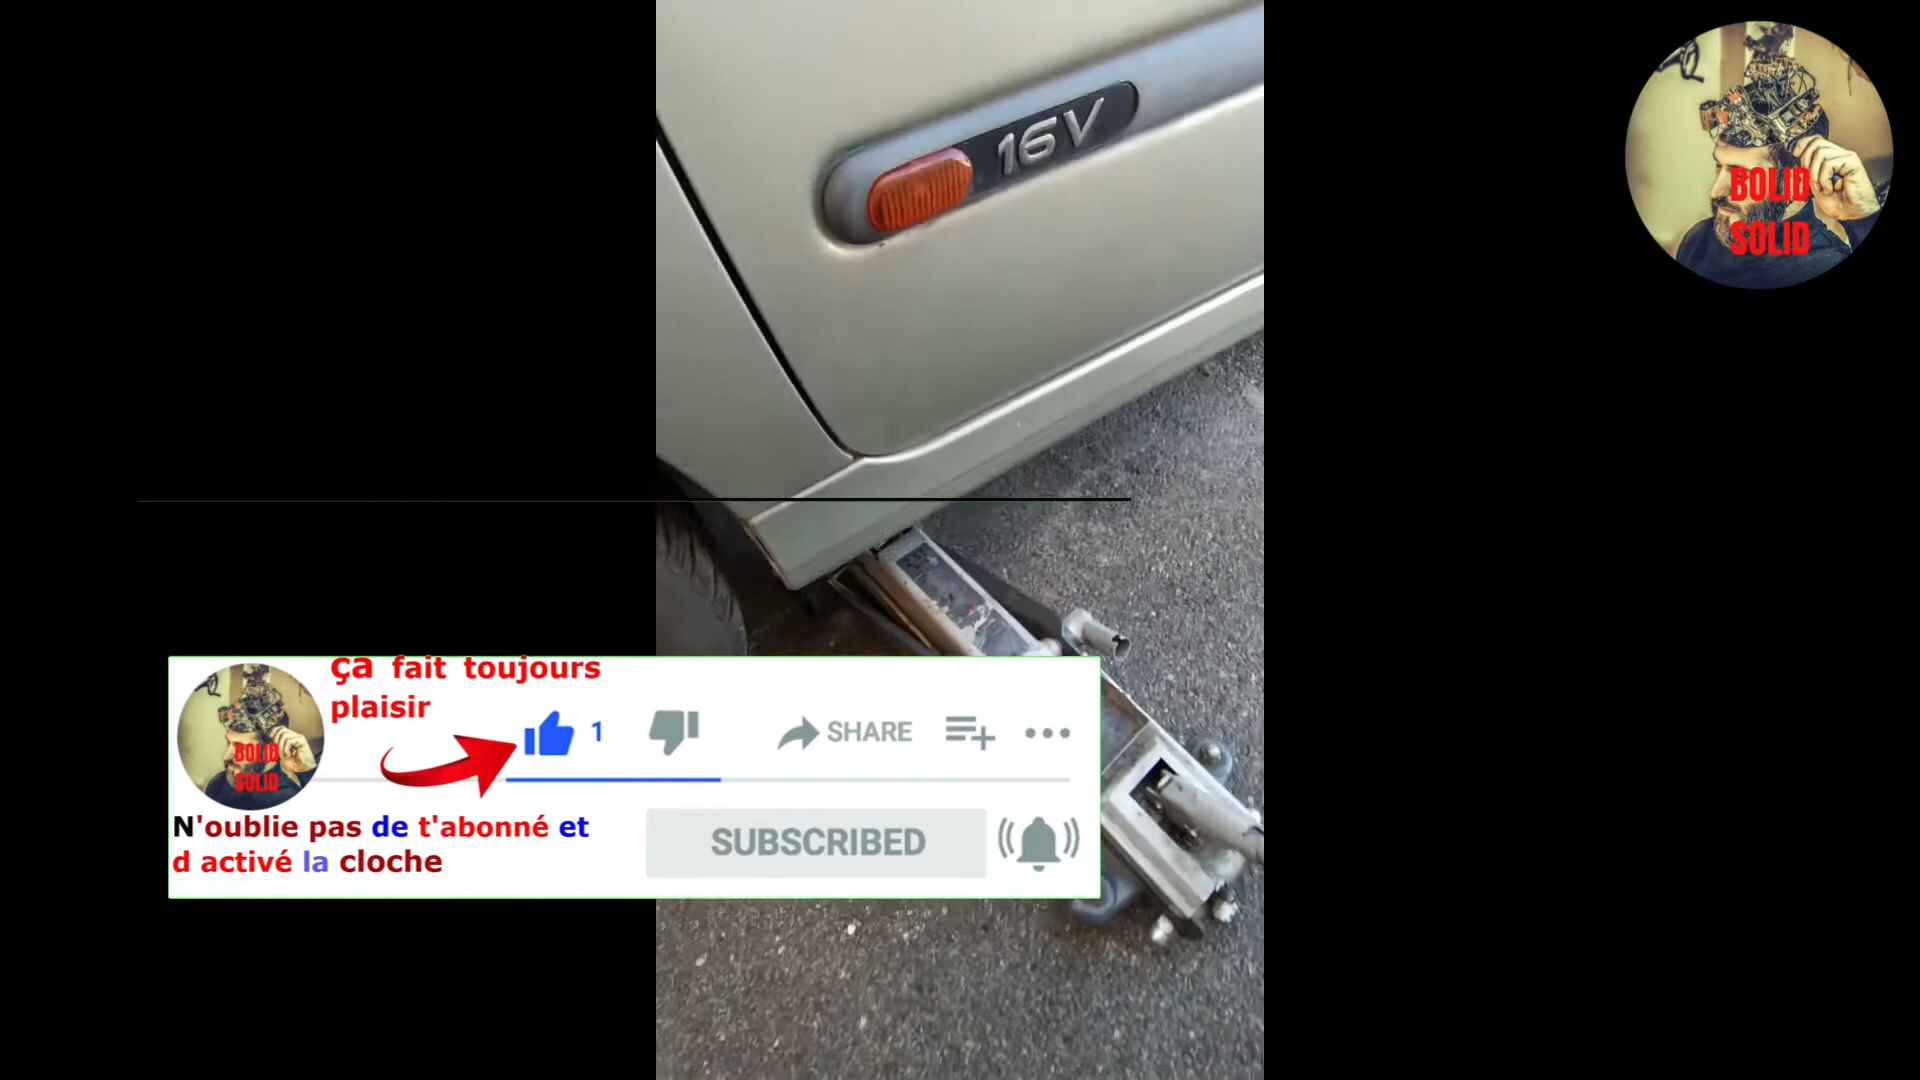 16V
BOLID
SOLID
ça fait toujours
plaisir
1
SHARE
BOLID
SOLID
N'oublie pas de t'abonné et
d activé la cloche
SUBSCRIBED